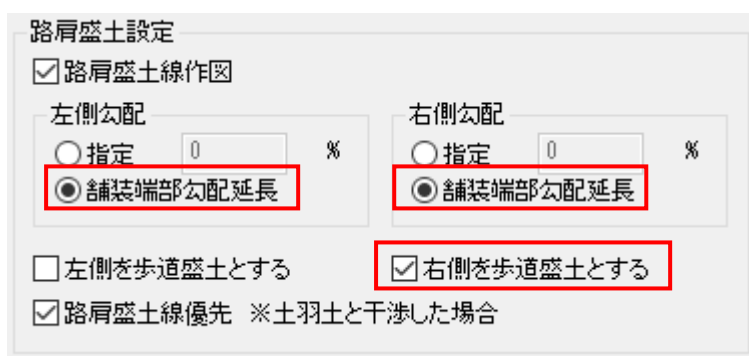 路肩盛土設定
路肩盛土線作図
左側勾配
指定 0 %
舗装端部勾配延長
右側勾配
指定 0 %
舗装端部勾配延長
左側を歩道盛土とする
右側を歩道盛土とする
路肩盛土線優先 ※土羽土と干渉した場合